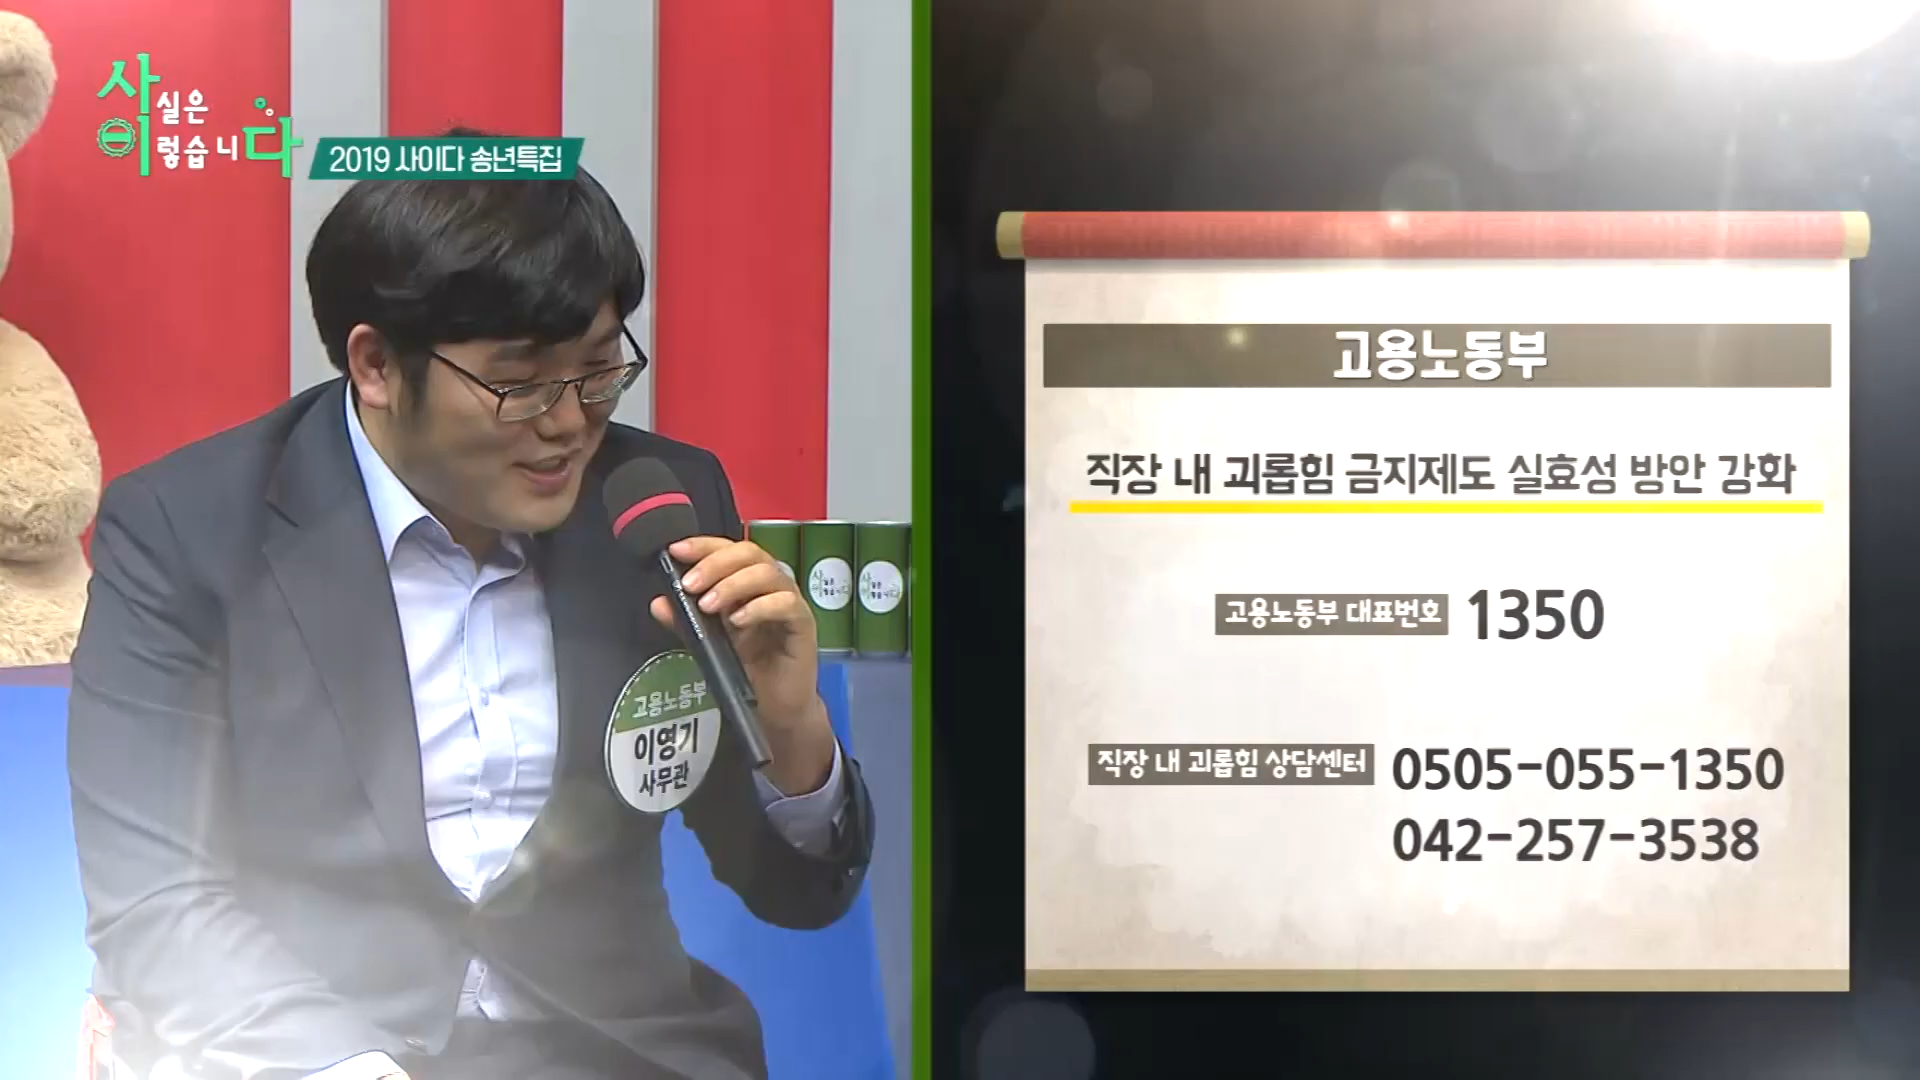 사실은
이렇습니다
2019 사이다 송년특집
고용노동부
이영기
사무관
고용노동부
직장 내 괴롭힘 금지제도 실효성 방안 강화
고용노동부 대표번호 1350
직장 내 괴롭힘 상담센터 0505-055-1350
042-257-3538